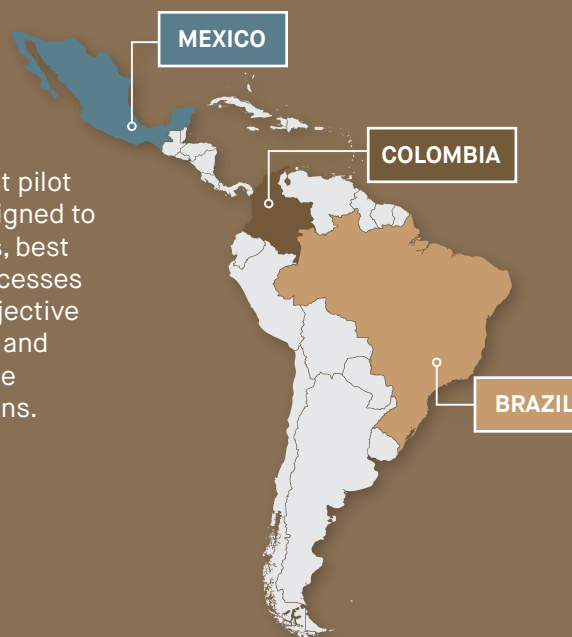 MEXICO
COLOMBIA
t pilot
igned to
s, best
cesses
jective
and
e
ns.
BRAZIL